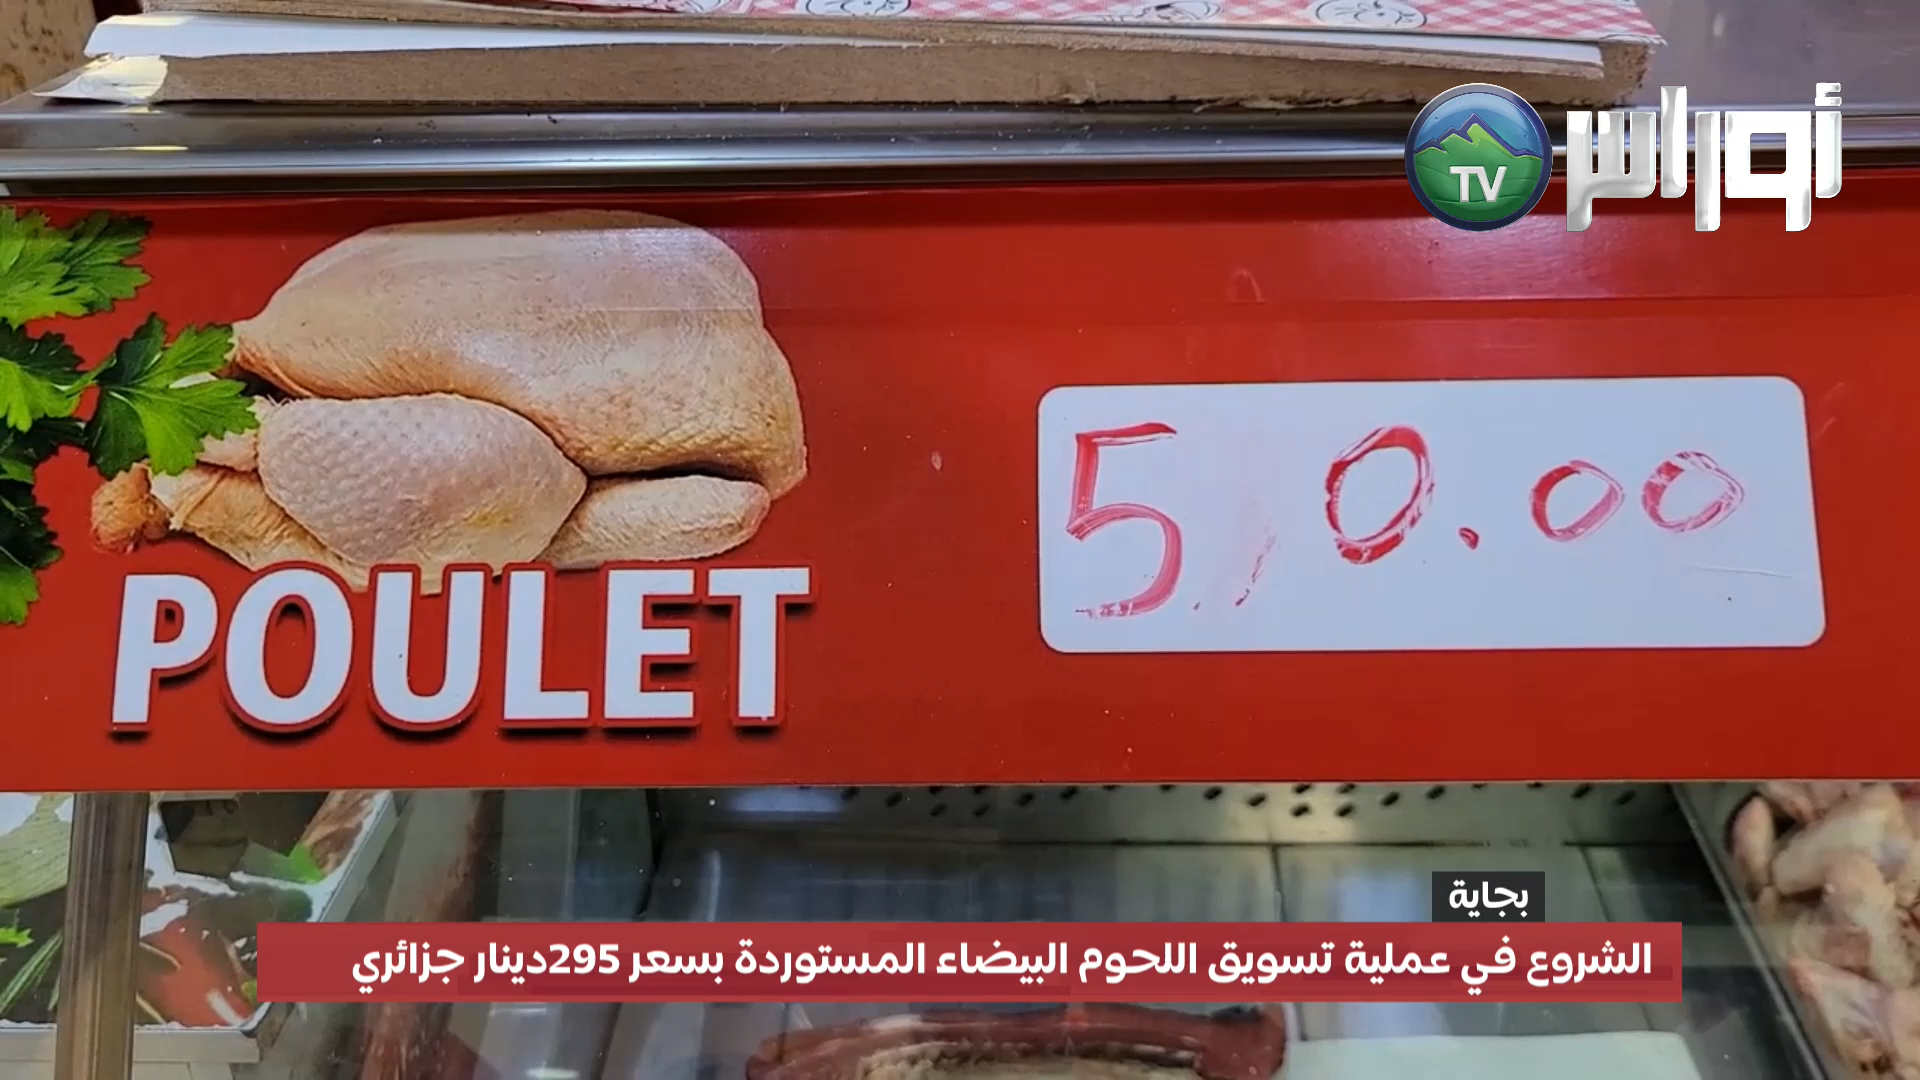 أوراس
TV
POULET
5 0.00
بجاية
الشروع في عملية تسويق اللحوم البيضاء المستوردة بسعر 295دينار جزائري